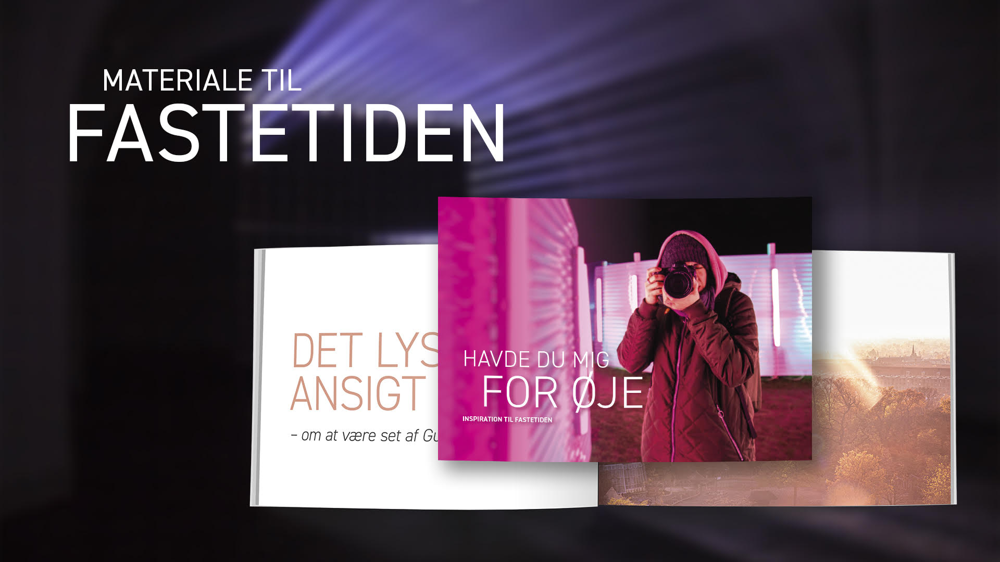 MATERIALE TIL
FASTETIDEN
DET LYS
ANSIGT
– om at være set af
HAVDE DU MIG
FOR ØJE
INSPIRATION TIL FASTETIDEN